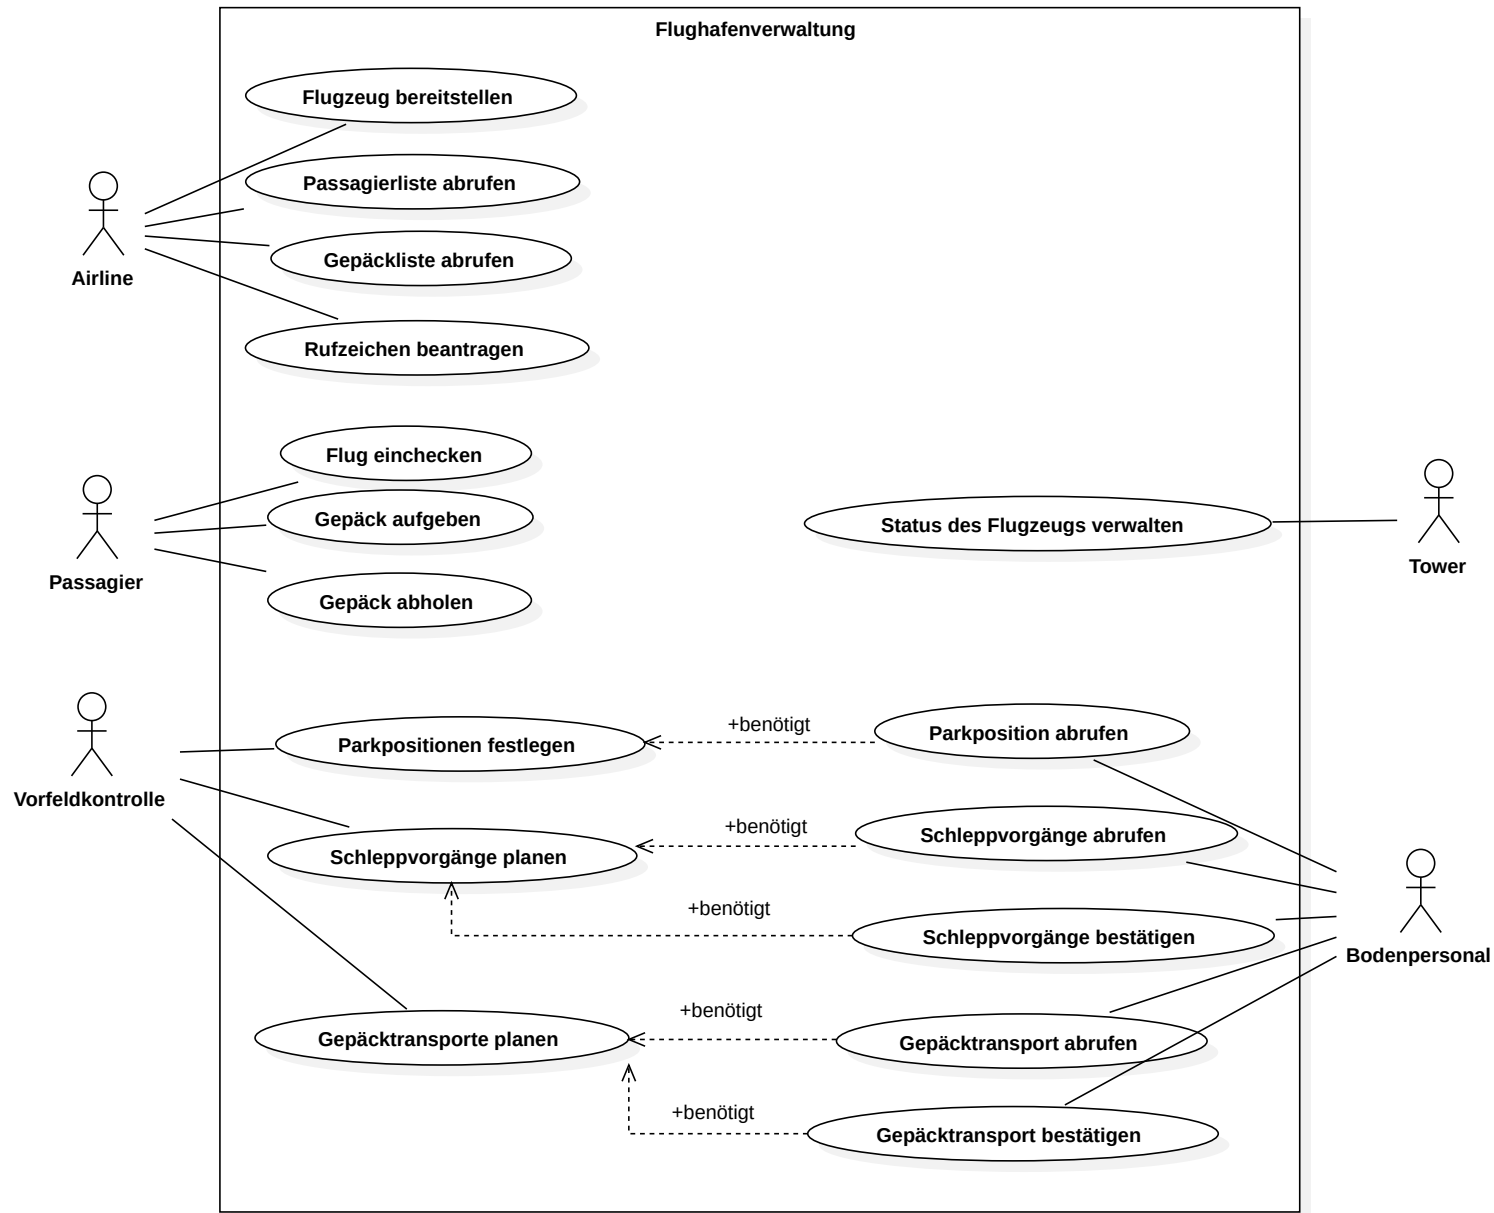 Flughafenverwaltung
Flugzeug bereitstellen
Passagierliste abrufen
Gepäckliste abrufen
Airline
Rufzeichen beantragen
Flug einchecken
Gepäck aufgeben
Status des Flugzeugs verwalten
Tower
Passagier
Gepäck abholen
+benötigt
Parkposition abrufen
Parkpositionen festlegen
Vorfeldkontrolle
+benötigt
Schleppvorgänge abrufen
Schleppvorgänge planen
+benötigt
Schleppvorgänge bestätigen
Bodenpersonal
+benötigt
Gepäcktransporte planen
Gepäcktransport abrufen
+benötigt
Gepäcktransport bestätigen